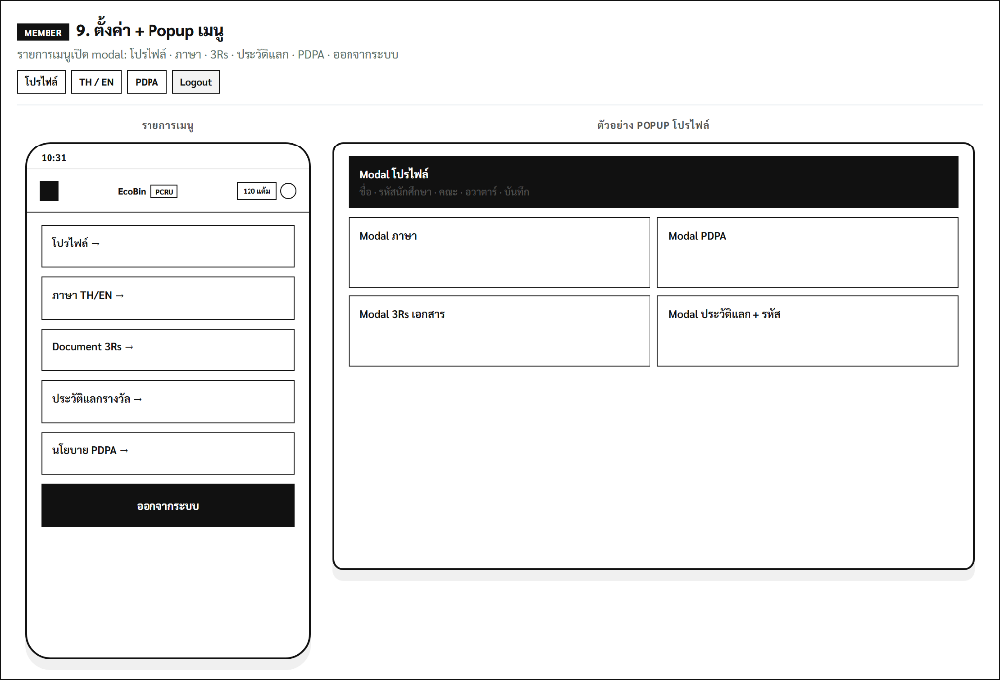 MEMBER 9. ตั้งค่า + Popup เมนู
รายการเมนูเปิด modal: โปรไฟล์ · ภาษา · 3Rs · ประวัติแลก · PDPA · ออกจากระบบ
โปรไฟล์ TH / EN PDPA Logout
รายการเมนู
10:31
EcoBin PCRU 120 แต้ม
โปรไฟล์ →
ภาษา TH/EN →
Document 3Rs →
ประวัติแลกรางวัล →
นโยบาย PDPA →
ออกจากระบบ
ตัวอย่าง POPUP โปรไฟล์
Modal โปรไฟล์
ชื่อ · รหัสนักศึกษา · คณะ · อวาตาร์ · บันทึก
Modal ภาษา
Modal PDPA
Modal 3Rs เอกสาร
Modal ประวัติแลก + รหัส